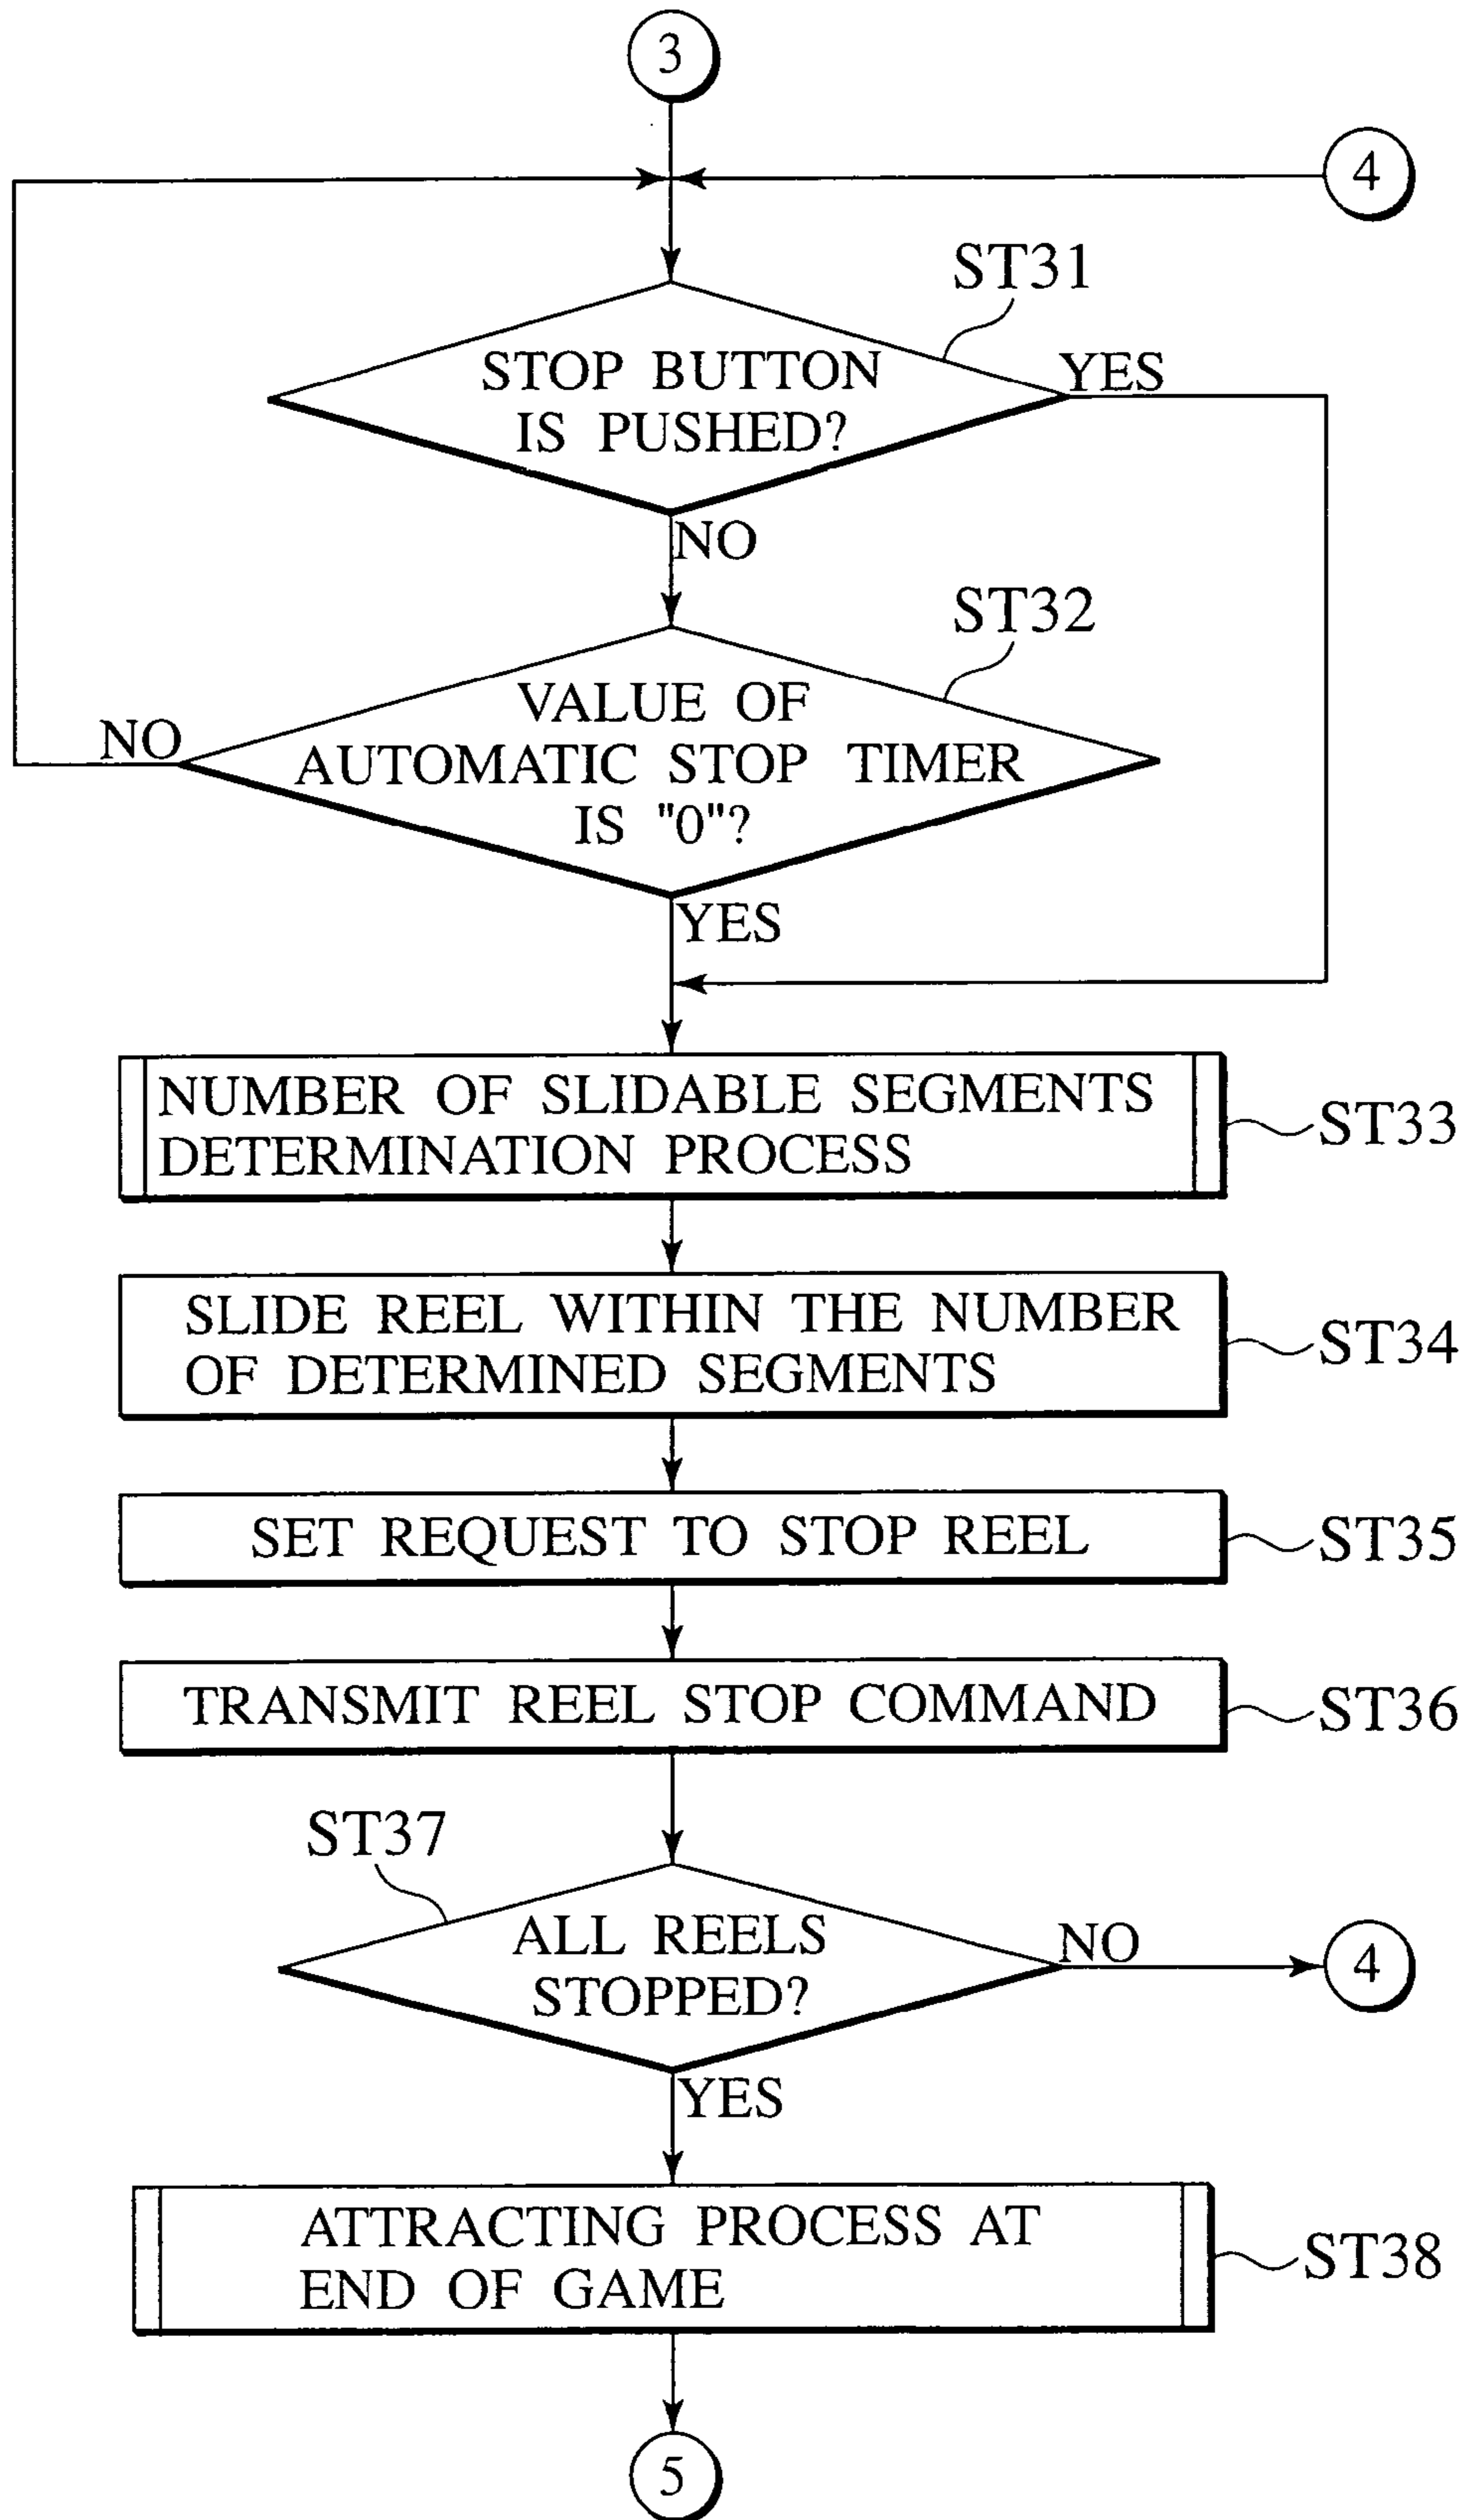 3
4
ST31
STOP BUTTON
IS PUSHED?
YES
NO
ST32
VALUE OF
AUTOMATIC STOP TIMER
IS "0"?
NO
YES
NUMBER OF SLIDABLE SEGMENTS
DETERMINATION PROCESS
ST33
SLIDE REEL WITHIN THE NUMBER
OF DETERMINED SEGMENTS
ST34
SET REQUEST TO STOP REEL
ST35
TRANSMIT REEL STOP COMMAND
ST36
ST37
ALL REELS
STOPPED?
NO
4
YES
ATTRACTING PROCESS AT
END OF GAME
ST38
5